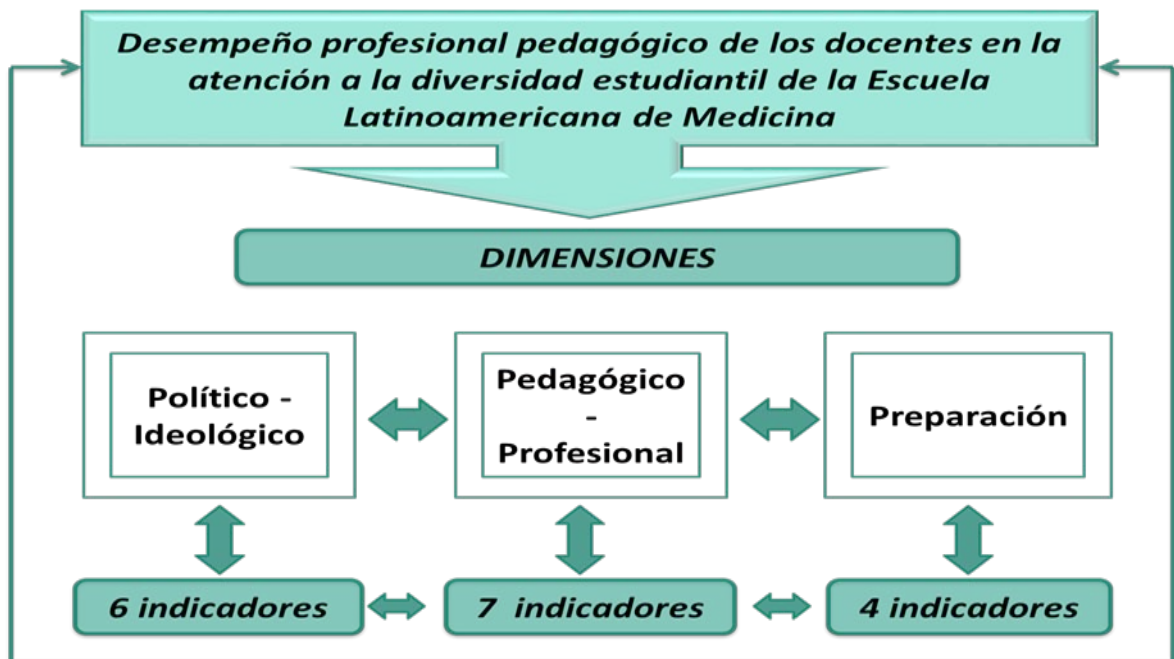 Desempeño profesional pedagógico de los docentes en la
atención a la diversidad estudiantil de la Escuela
Latinoamericana de Medicina
DIMENSIONES
Político -
Ideológico
Pedagógico
-
Profesional
Preparación
6 indicadores
7 indicadores
4 indicadores